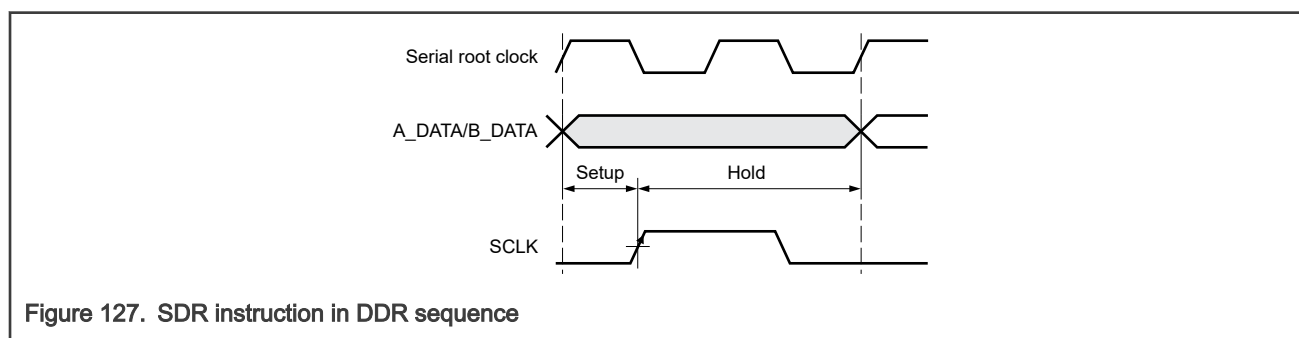 Serial root clock
A_DATA/B_DATA
Setup Hold
SCLK
Figure 127. SDR instruction in DDR sequence